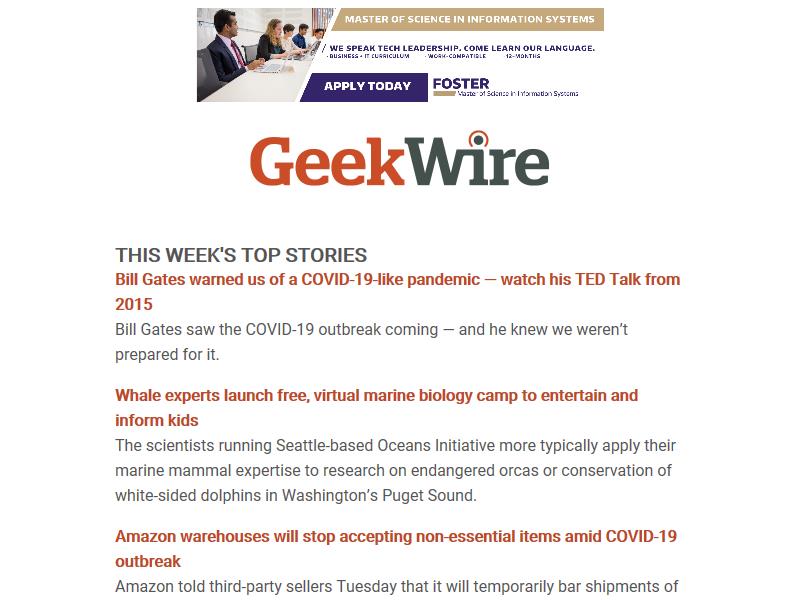 MASTER OF SCIENCE IN INFORMATION SYSTEMS
WE SPEAK TECH LEADERSHIP. COME LEARN OUR LANGUAGE.
· BUSINESS + IT CURRICULUM · WORK-COMPATIBLE · 12-MONTHS
APPLY TODAY
FOSTER
Master of Science in Information Systems
GeekWire
THIS WEEK'S TOP STORIES
Bill Gates warned us of a COVID-19-like pandemic — watch his TED Talk from
2015
Bill Gates saw the COVID-19 outbreak coming — and he knew we weren’t
prepared for it.
Whale experts launch free, virtual marine biology camp to entertain and
inform kids
The scientists running Seattle-based Oceans Initiative more typically apply their
marine mammal expertise to research on endangered orcas or conservation of
white-sided dolphins in Washington’s Puget Sound.
Amazon warehouses will stop accepting non-essential items amid COVID-19
outbreak
Amazon told third-party sellers Tuesday that it will temporarily bar shipments of